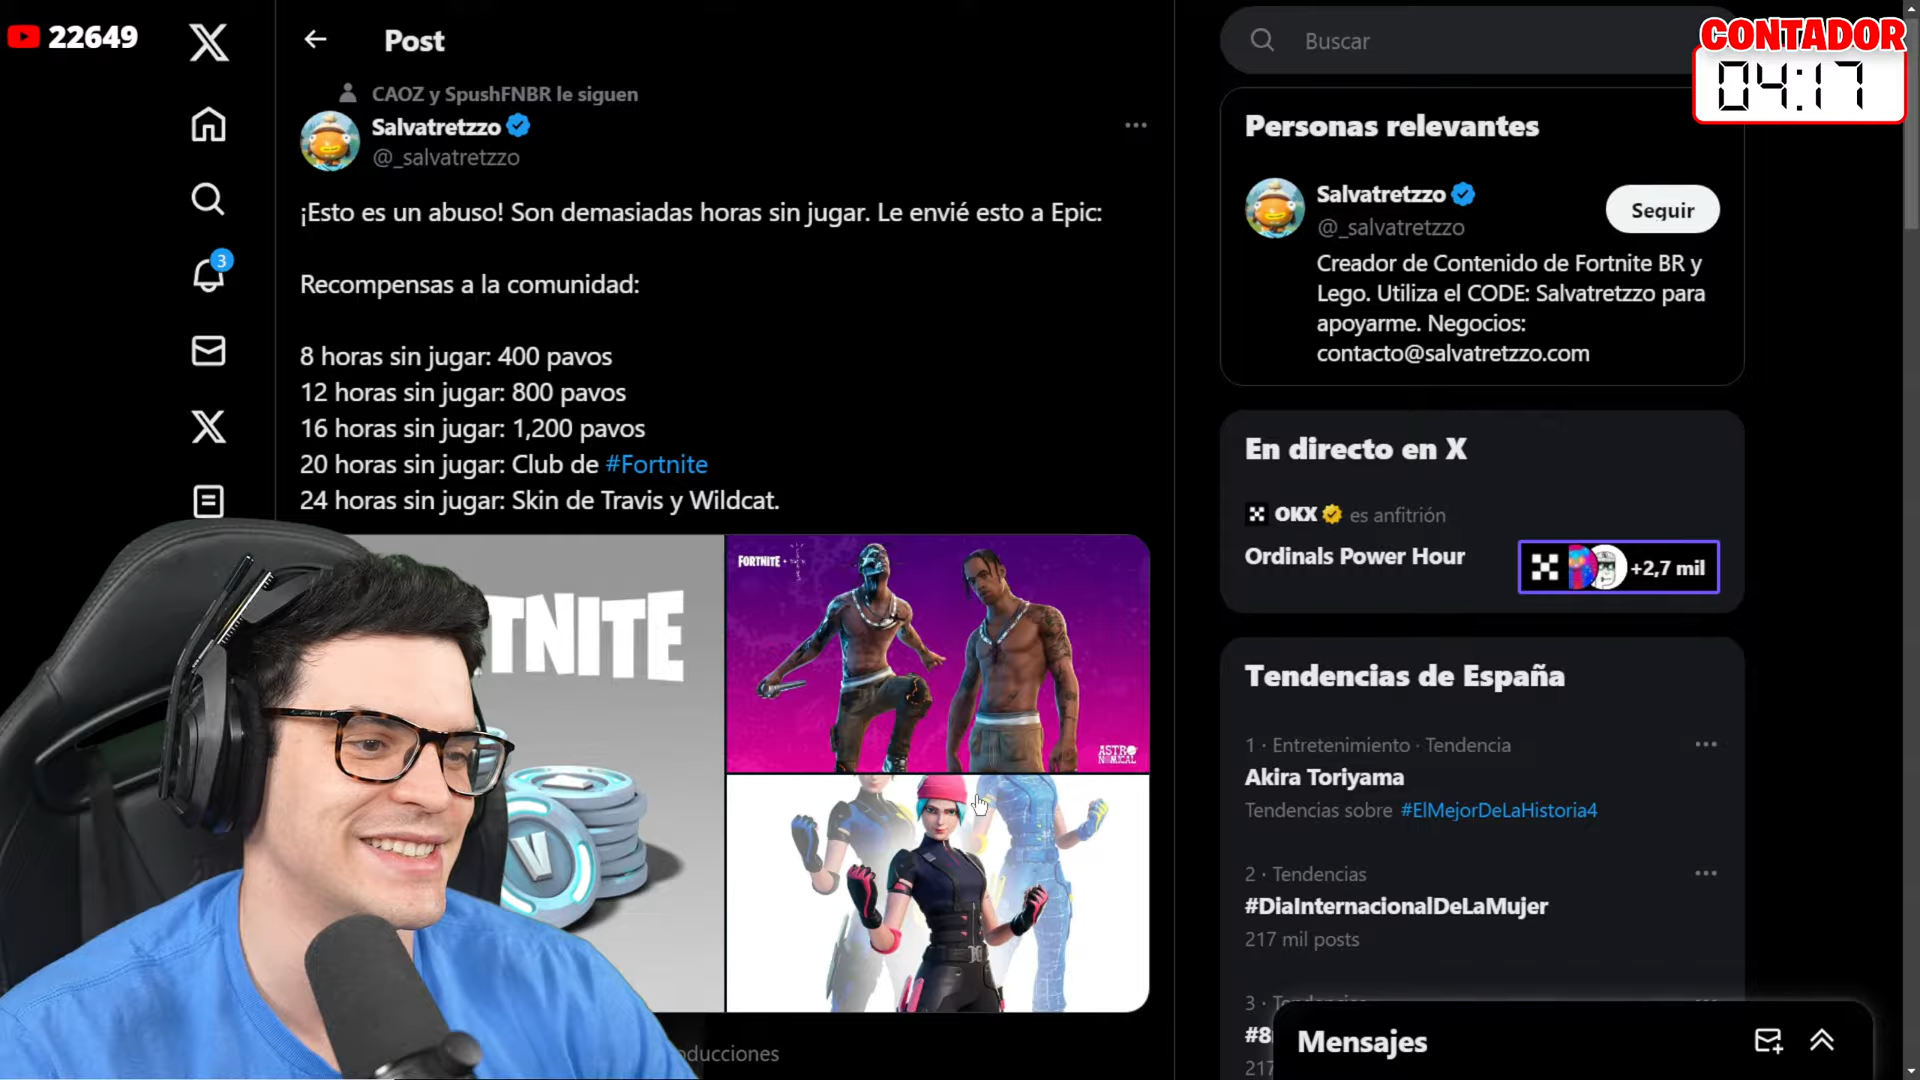 22649
Post
CAOZ y SpushFNBR le siguen
Salvatretzzo
@_salvatretzzo
¡Esto es un abuso! Son demasiadas horas sin jugar. Le envié esto a Epic:
Recompensas a la comunidad:
8 horas sin jugar: 400 pavos
12 horas sin jugar: 800 pavos
16 horas sin jugar: 1,200 pavos
20 horas sin jugar: Club de #Fortnite
24 horas sin jugar: Skin de Travis y Wildcat.
TNITE
FORTNITE +
ASTRO
NOMICAL
oducciones
3
Buscar
CONTADOR
04:17
Personas relevantes
Salvatretzzo
@_salvatretzzo
Seguir
Creador de Contenido de Fortnite BR y
Lego. Utiliza el CODE: Salvatretzzo para
apoyarme. Negocios:
contacto@salvatretzzo.com
En directo en X
OKX es anfitrión
Ordinals Power Hour
+2,7 mil
Tendencias de España
1 · Entretenimiento · Tendencia
Akira Toriyama
Tendencias sobre #ElMejorDeLaHistoria4
2 · Tendencias
#DiaInternacionalDeLaMujer
217 mil posts
3 · Tendencias
#8
217
Mensajes